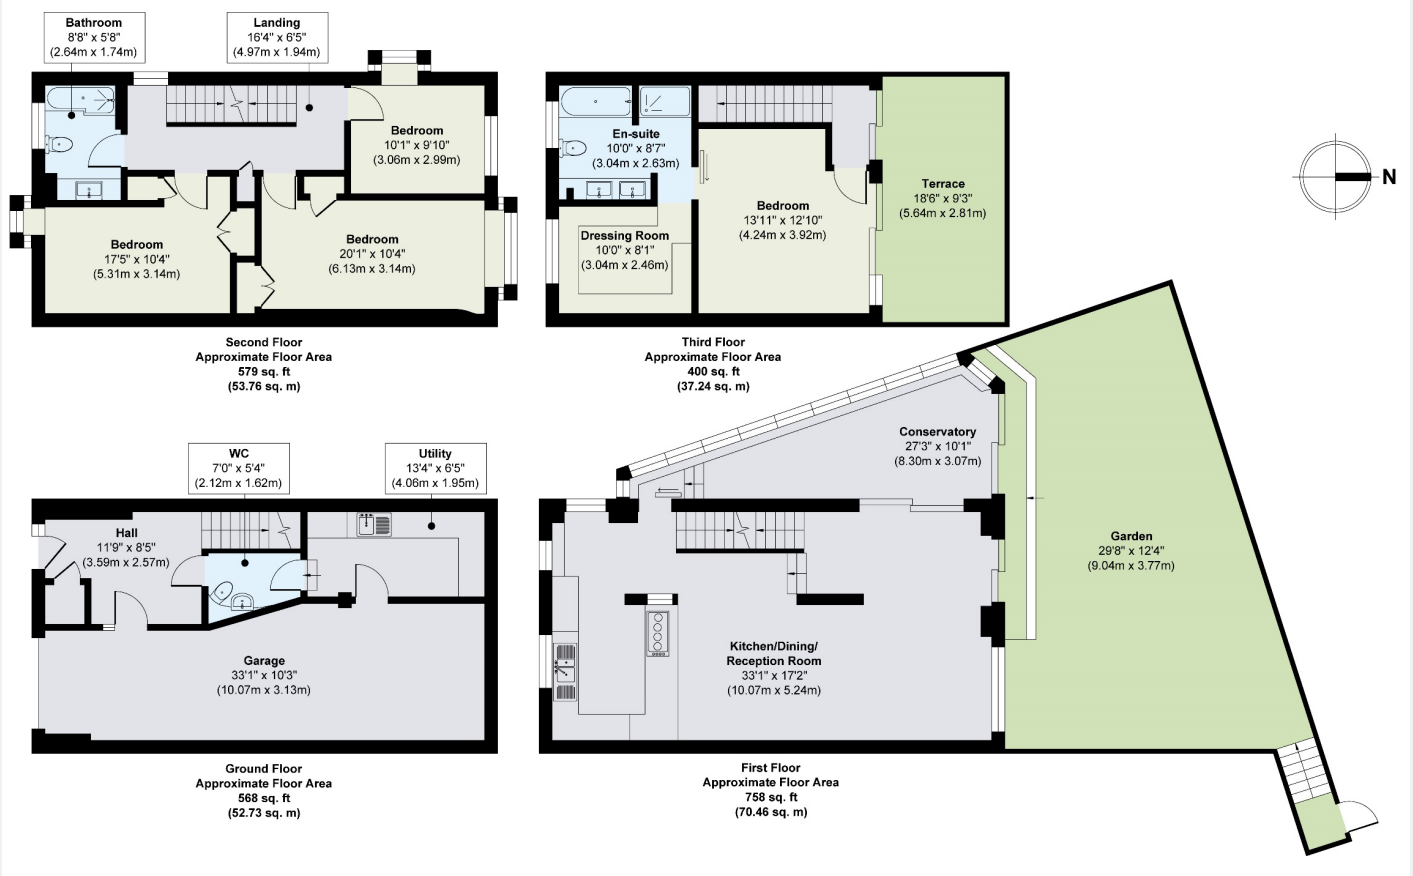 Bathroom
8'8" x 5'8"
(2.64m x 1.74m)
Landing
16'4" x 6'5"
(4.97m x 1.94m)
Bedroom
10'1" x 9'10"
(3.06m x 2.99m)
Bedroom
17'5" x 10'4"
(5.31m x 3.14m)
Bedroom
20'1" x 10'4"
(6.13m x 3.14m)
Second Floor
Approximate Floor Area
579 sq. ft
(53.76 sq. m)
En-suite
10'0" x 8'7"
(3.04m x 2.63m)
Bedroom
13'11" x 12'10"
(4.24m x 3.92m)
Dressing Room
10'0" x 8'1"
(3.04m x 2.46m)
Terrace
18'6" x 9'3"
(5.64m x 2.81m)
Third Floor
Approximate Floor Area
400 sq. ft
(37.24 sq. m)
N
WC
7'0" x 5'4"
(2.12m x 1.62m)
Utility
13'4" x 6'5"
(4.06m x 1.95m)
Hall
11'9" x 8'5"
(3.59m x 2.57m)
Garage
33'1" x 10'3"
(10.07m x 3.13m)
Ground Floor
Approximate Floor Area
568 sq. ft
(52.73 sq. m)
Conservatory
27'3" x 10'1"
(8.30m x 3.07m)
Kitchen/Dining/
Reception Room
33'1" x 17'2"
(10.07m x 5.24m)
Garden
29'8" x 12'4"
(9.04m x 3.77m)
First Floor
Approximate Floor Area
758 sq. ft
(70.46 sq. m)